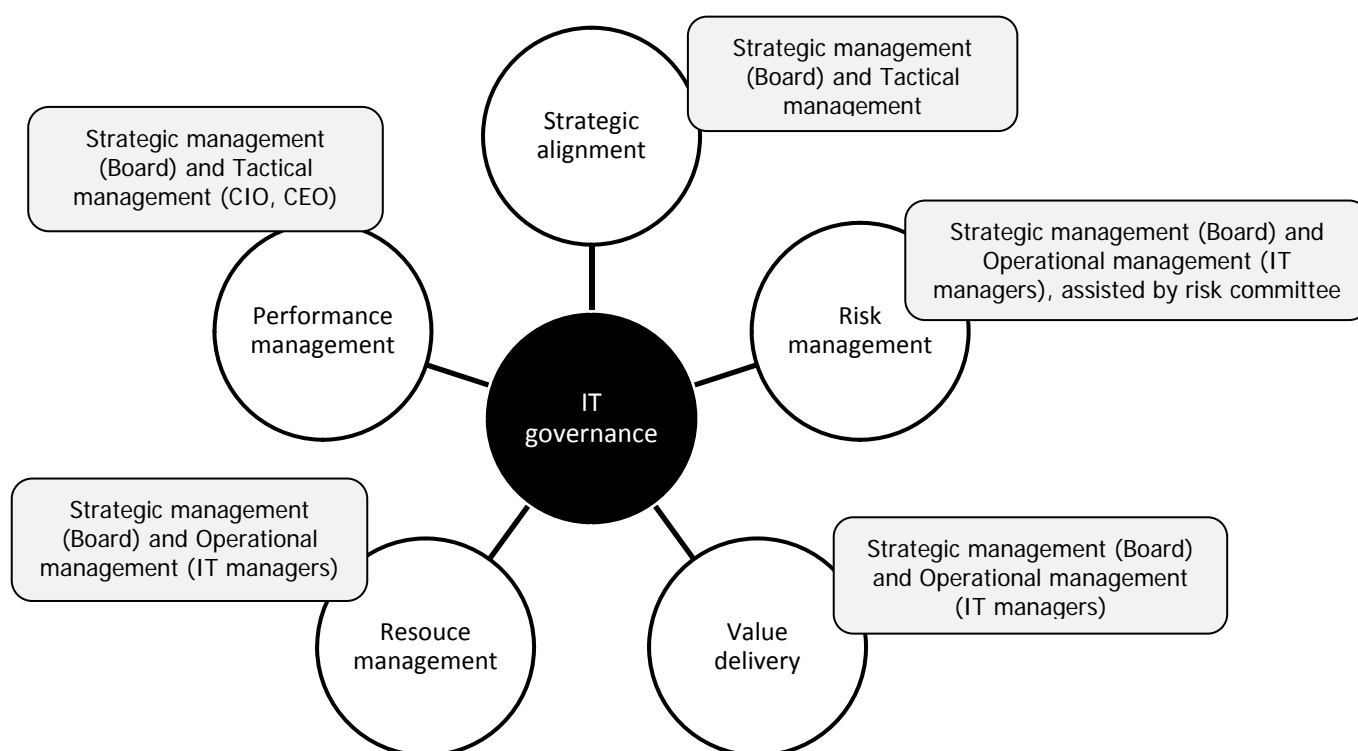 Strategic management
(Board) and Tactical
management
Strategic
alignment
Strategic management
(Board) and Tactical
management (CIO, CEO)
Performance
management
Strategic management (Board) and
Operational management (IT
managers), assisted by risk committee
Risk
management
IT
governance
Strategic management
(Board) and Operational
management (IT managers)
Resouce
management
Strategic management (Board)
and Operational management
(IT managers)
Value
delivery